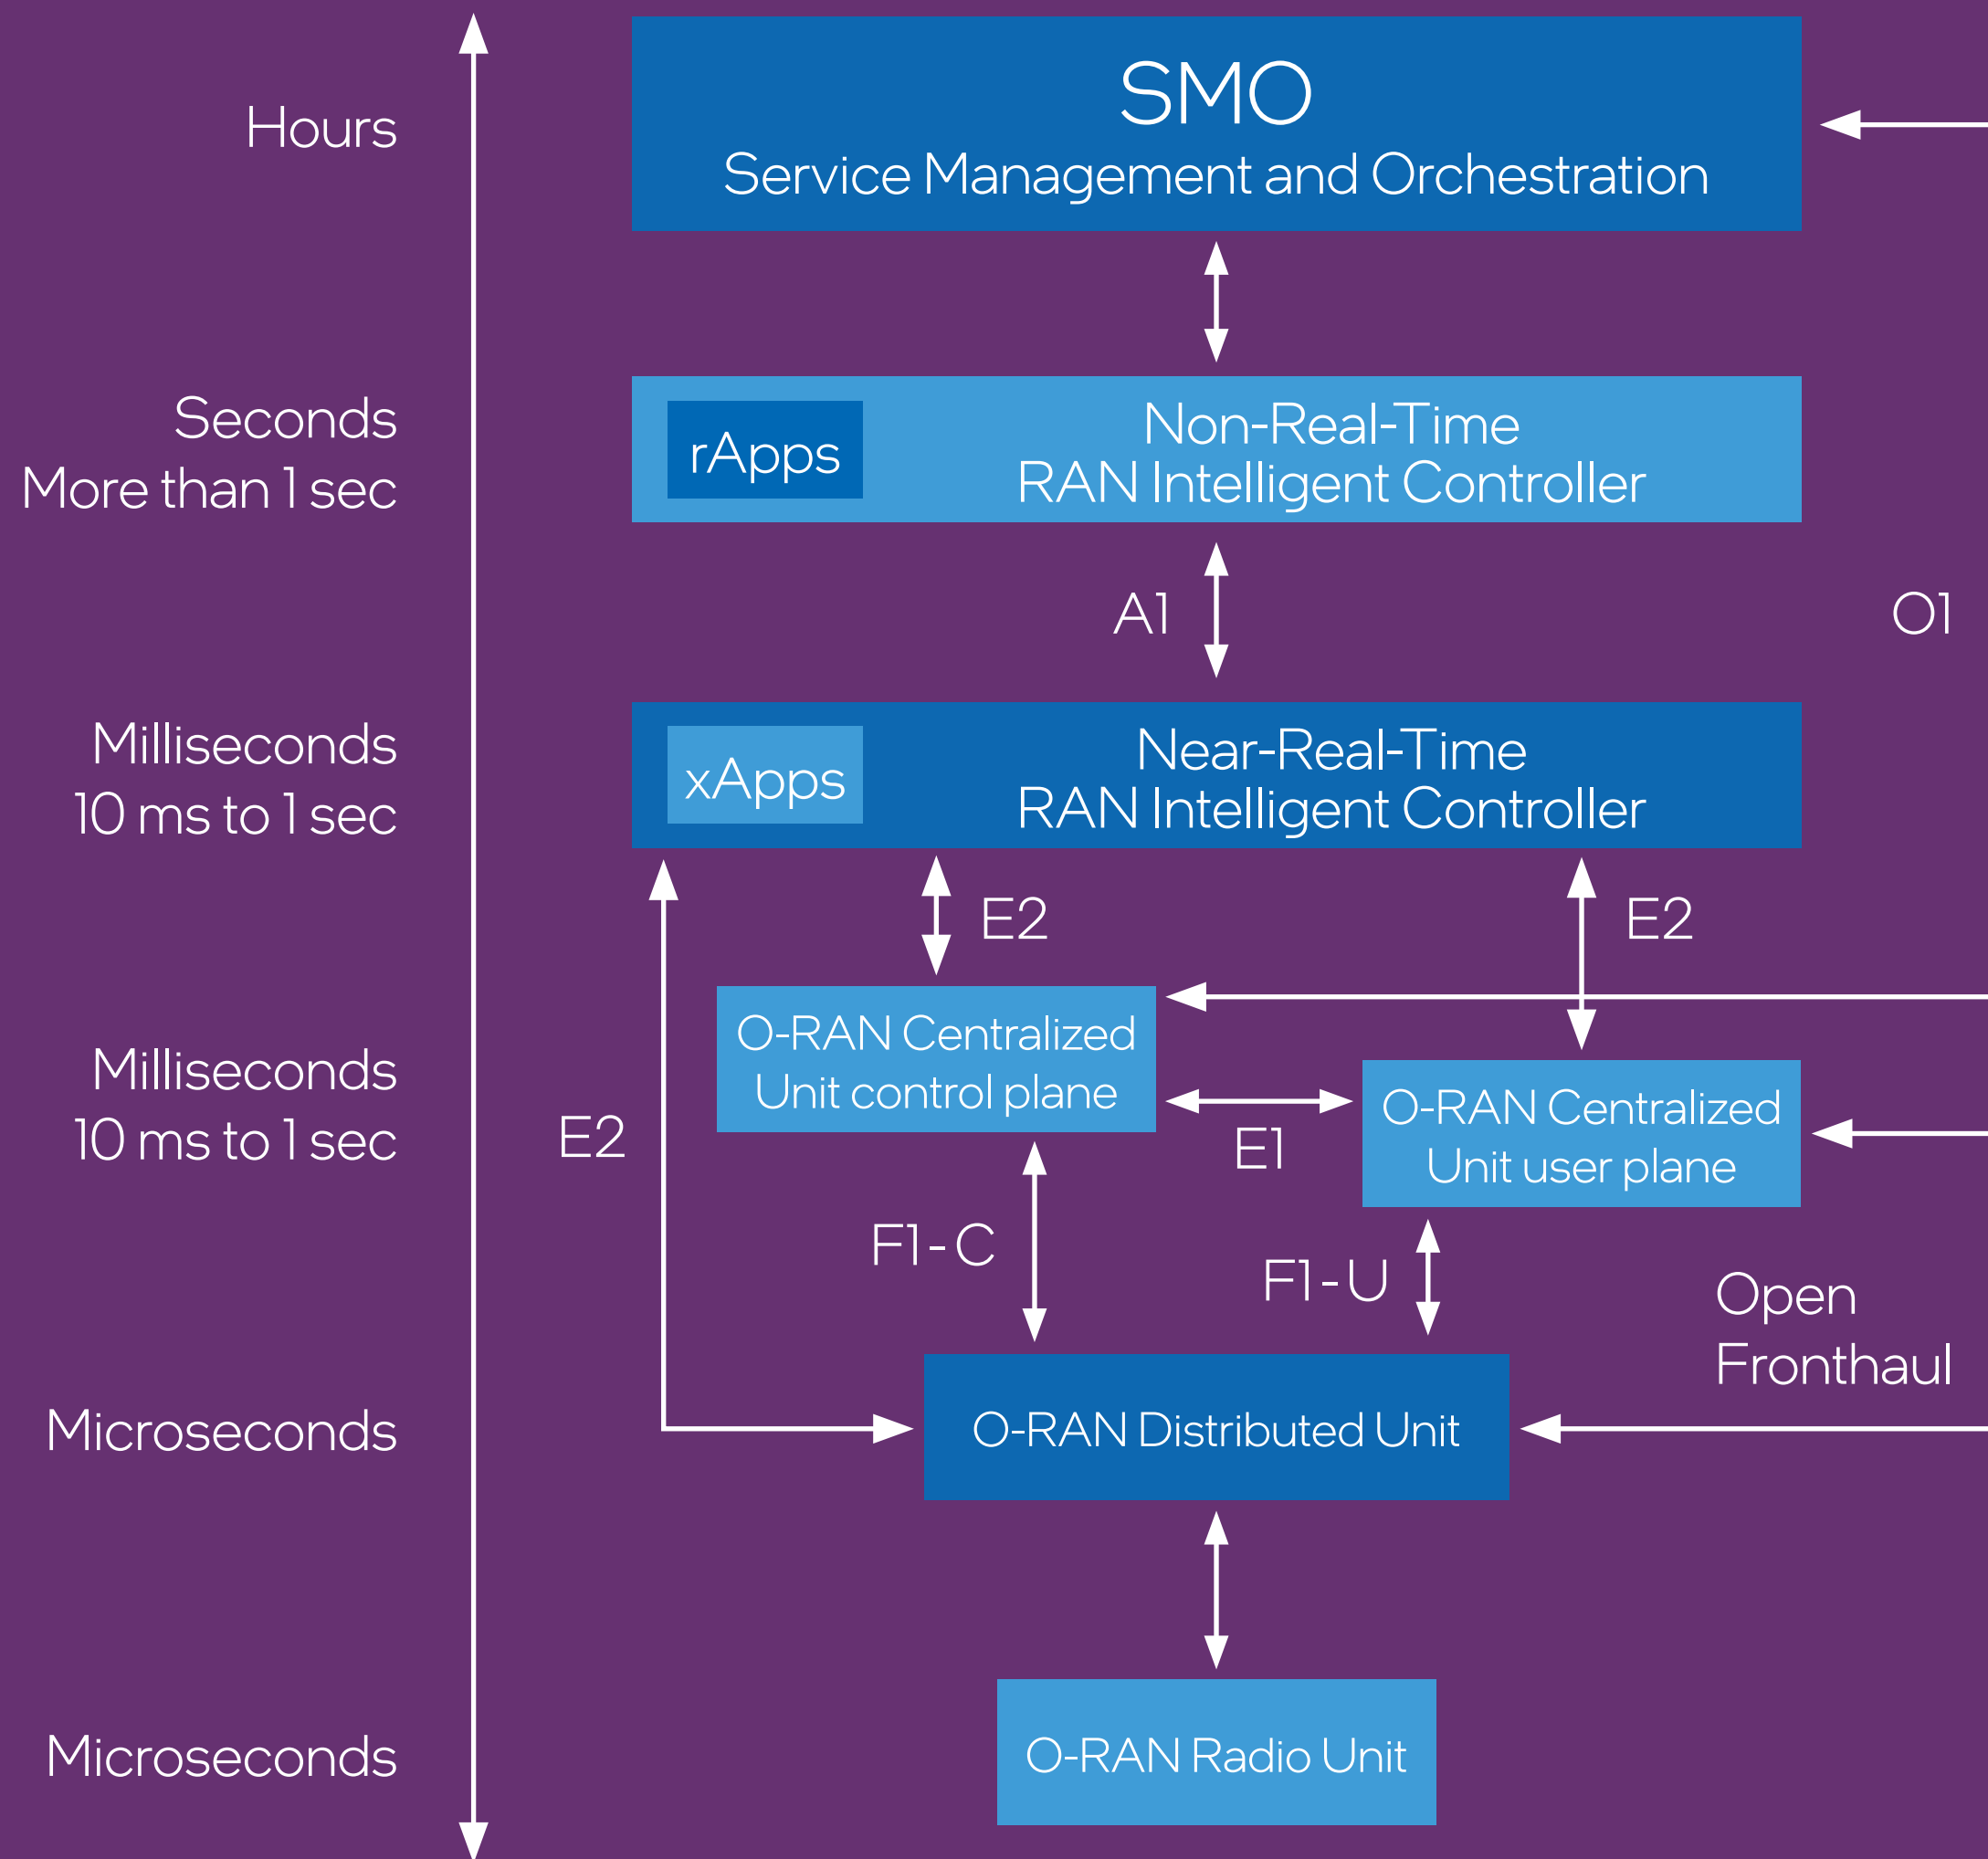 Hours
SMO
Service Management and Orchestration
Seconds
More than 1 sec
rApps
Non-Real-Time
RAN Intelligent Controller
A1
O1
Milliseconds
10 ms to 1 sec
xApps
Near-Real-Time
RAN Intelligent Controller
E2
E2
Milliseconds
10 ms to 1 sec
O-RAN Centralized
Unit control plane
E2
E1
O-RAN Centralized
Unit user plane
F1-C
F1-U
Open
Fronthaul
Microseconds
O-RAN Distributed Unit
Microseconds
O-RAN Radio Unit